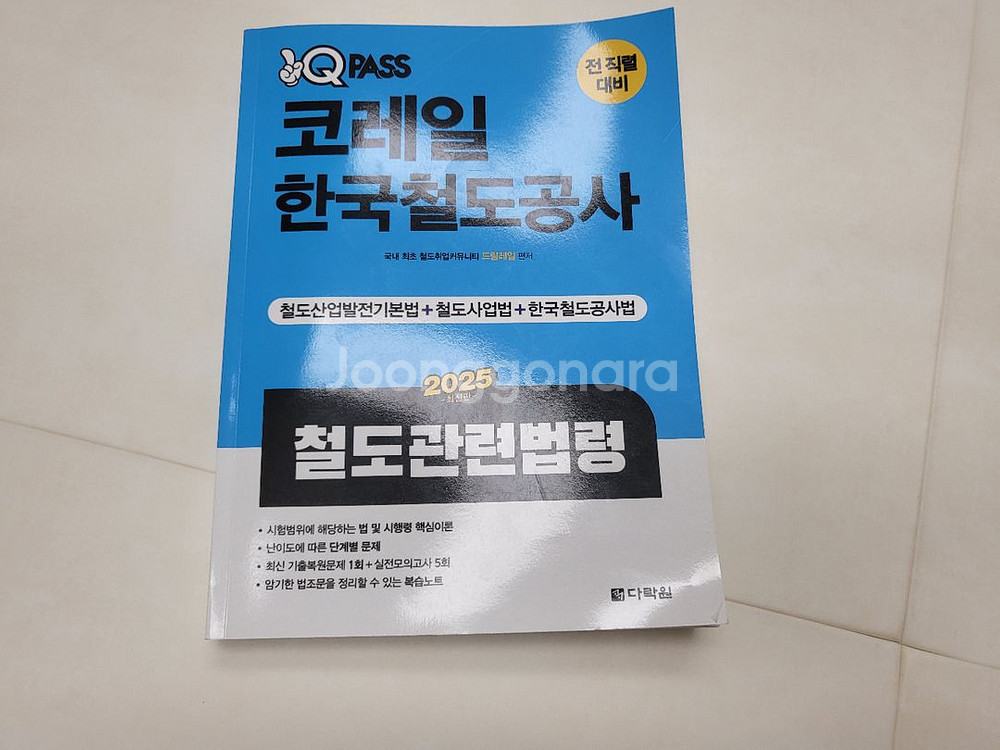 QPASS
전 직렬
대비
코레일
한국철도공사
국내 최초 철도취업커뮤니티 드림레일 편저
철도산업발전기본법+철도사업법+한국철도공사법
Joonggonara
2025
최신판
철도관련법령
• 시험범위에 해당하는 법 및 시행령 핵심이론
• 난이도에 따른 단계별 문제
• 최신 기출복원문제 1회 + 실전모의고사 5회
• 암기한 법조문을 정리할 수 있는 복습노트
다락원